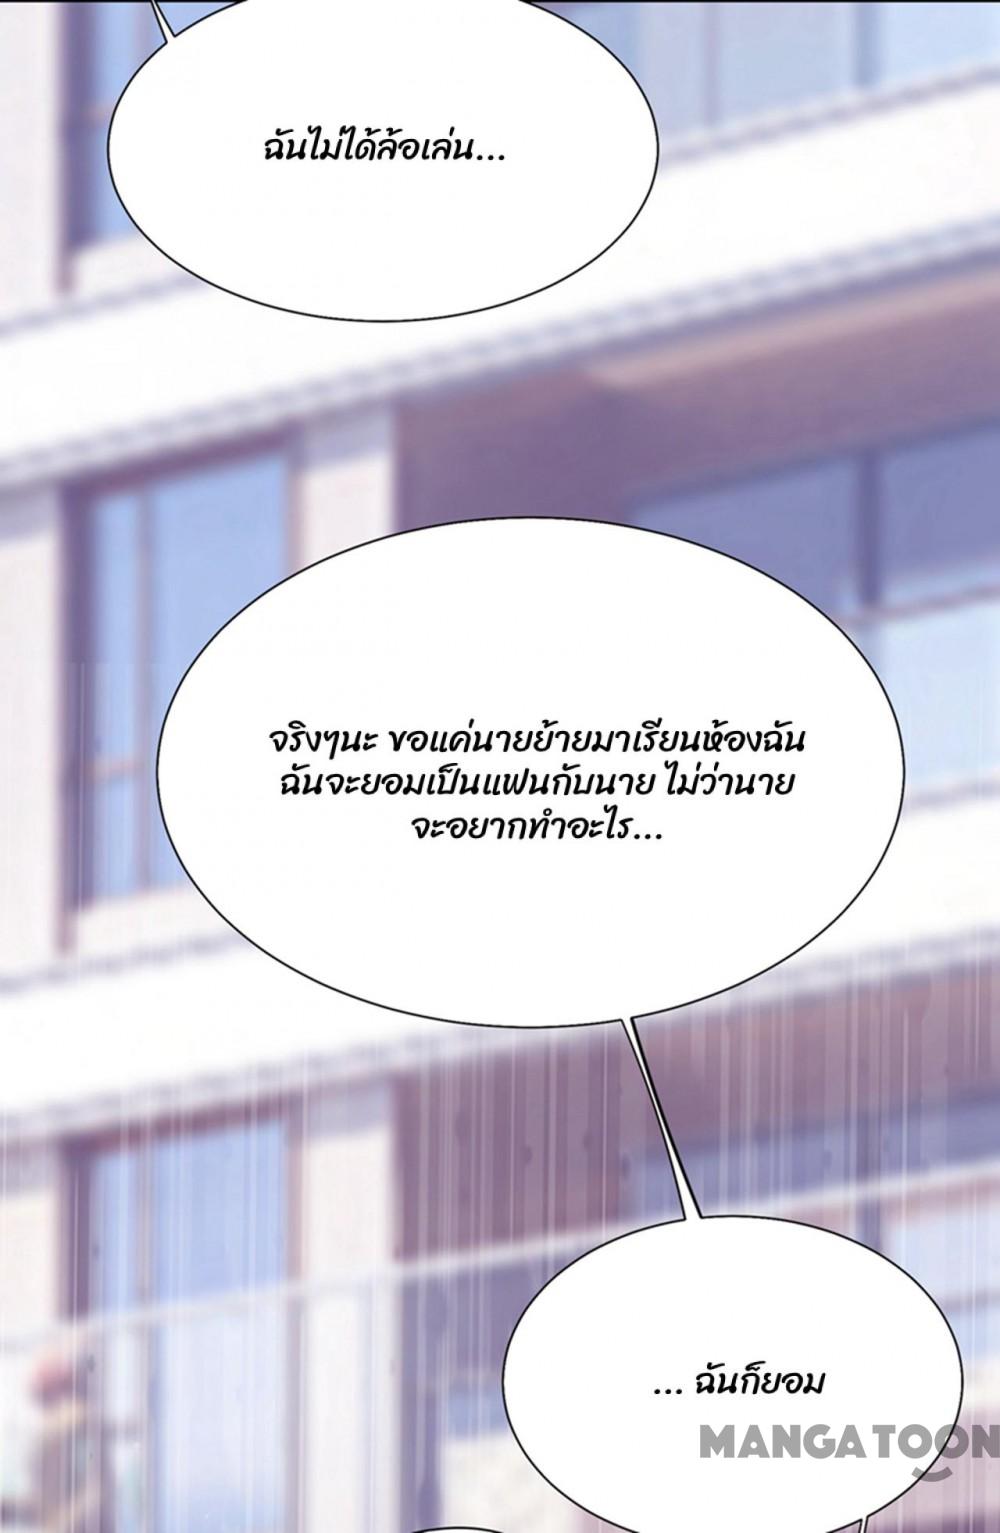 ฉันไม่ได้ล้อเล่น...
จริงๆนะ ขอแค่นายย้ายมาเรียนห้องฉัน
ฉันจะยอมเป็นแฟนกับนาย ไม่ว่านาย
จะอยากทำอะไร...
... ฉันก็ยอม
MANGATOON